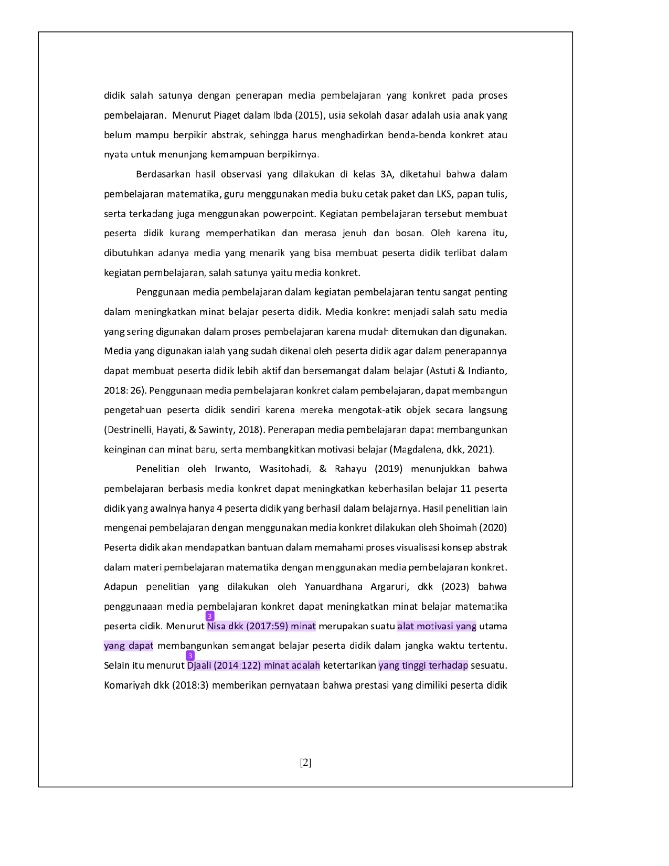 didik salah satunya dengan penerapan media pembelajaran yang konkret pada proses
pembelajaran. Menurut Piaget dalam Ibda (2015), usia sekolah dasar adalah usia anak yang
belum mampu berpikir abstrak, sehingga harus menghadirkan benda-benda konkret atau
nyata untuk menunjang kemampuan berpikirnya.
Berdasarkan hasil observasi yang dilakukan di kelas 3A, diketahui bahwa dalam
pembelajaran matematika, guru menggunakan media buku cetak paket dan LKS, papan tulis,
serta terkadang juga menggunakan powerpoint. Kegiatan pembelajaran tersebut membuat
peserta didik kurang memperhatikan dan merasa jenuh dan bosan. Oleh karena itu,
dibutuhkan adanya media yang menarik yang bisa membuat peserta didik terlibat dalam
kegiatan pembelajaran, salah satunya yaitu media konkret.
Penggunaan media pembelajaran dalam kegiatan pembelajaran tentu sangat penting
dalam meningkatkan minat belajar peserta didik. Media konkret menjadi salah satu media
yang sering digunakan dalam proses pembelajaran karena mudah ditemukan dan digunakan.
Media yang digunakan ialah yang sudah dikenal oleh peserta didik agar dalam penerapannya
dapat membuat peserta didik lebih aktif dan bersemangat dalam belajar (Astuti & Indianto,
2018: 26). Penggunaan media pembelajaran konkret dalam pembelajaran, dapat membangun
pengetahuan peserta didik sendiri karena mereka mengotak-atik objek secara langsung
(Destrinelli, Hayati, & Sawinty, 2018). Penerapan media pembelajaran dapat membangunkan
keinginan dan minat baru, serta membangkitkan motivasi belajar (Magdalena, dkk, 2021).
Penelitian oleh Irwanto, Wasitohadi, & Rahayu (2019) menunjukkan bahwa
pembelajaran berbasis media konkret dapat meningkatkan keberhasilan belajar 11 peserta
didik yang awalnya hanya 4 peserta didik yang berhasil dalam belajarnya. Hasil penelitian lain
mengenai pembelajaran dengan menggunakan media konkret dilakukan oleh Shoimah (2020)
Peserta didik akan mendapatkan bantuan dalam memahami proses visualisasi konsep abstrak
dalam materi pembelajaran matematika dengan menggunakan media pembelajaran konkret.
Adapun penelitian yang dilakukan oleh Yanuardhana Argaruri, dkk (2023) bahwa
penggunaaan media pembelajaran konkret dapat meningkatkan minat belajar matematika
3
peserta cidik. Menurut Nisa dkk (2017:59) minat merupakan suatu alat motivasi yang utama
yang dapat membangunkan semangat belajar peserta didik dalam jangka waktu tertentu.
3
Selain itu menurut Djaali (2014 122) minat adalah ketertarikan yang tinggi terhadap sesuatu.
Komariyah dkk (2018:3) memberikan pernyataan bahwa prestasi yang dimiliki peserta didik
[2]